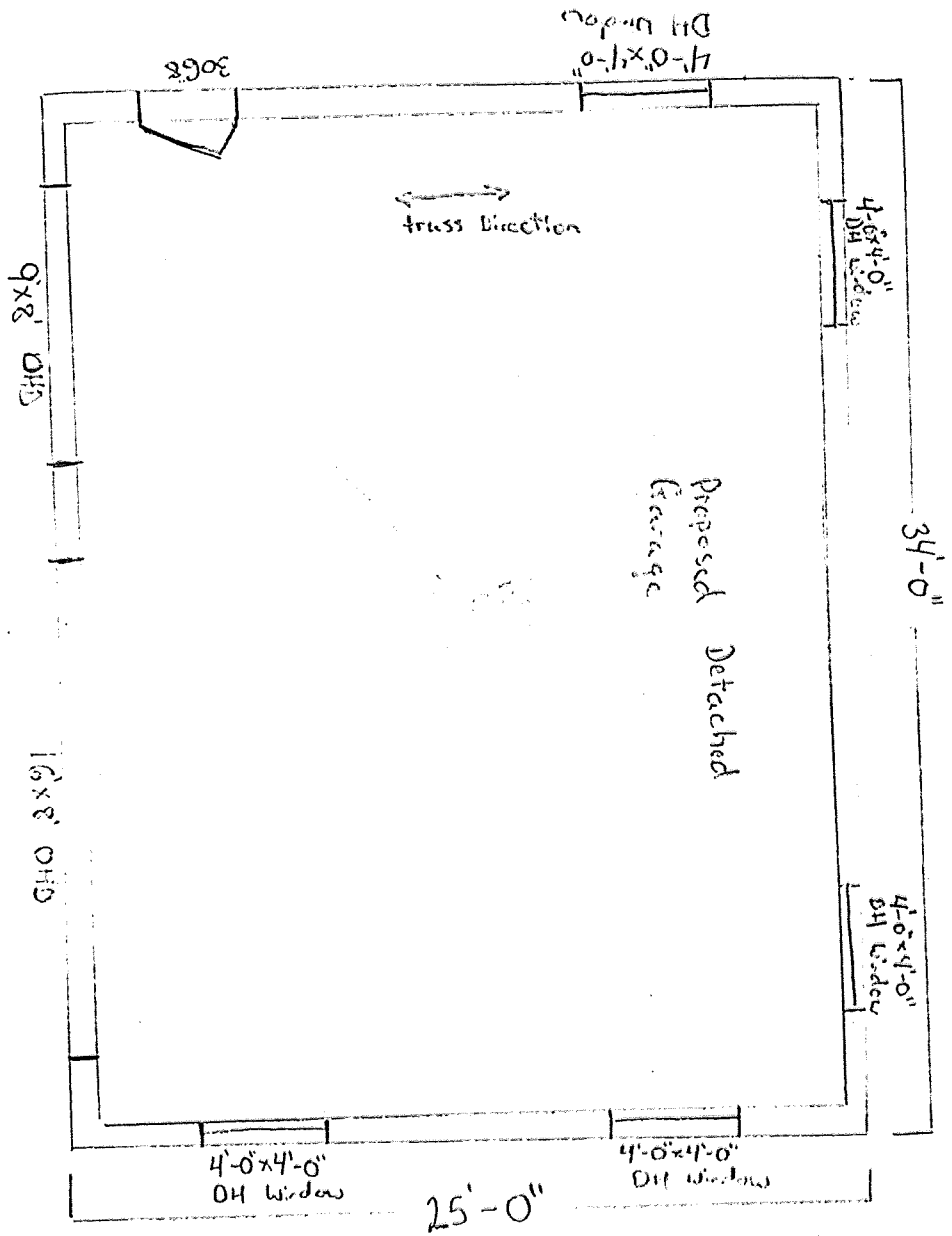 3068
4'-0"x4'-0"
DH window
truss Direction
4'-0"x4'-0"
DH window
9'x8' OHD
34'-0"
Proposed Detached
Garage
16'x8' OHD
4'-0"x4'-0"
DH window
4'-0"x4'-0"
DH window
4'-0"x4'-0"
DH window
25'-0"